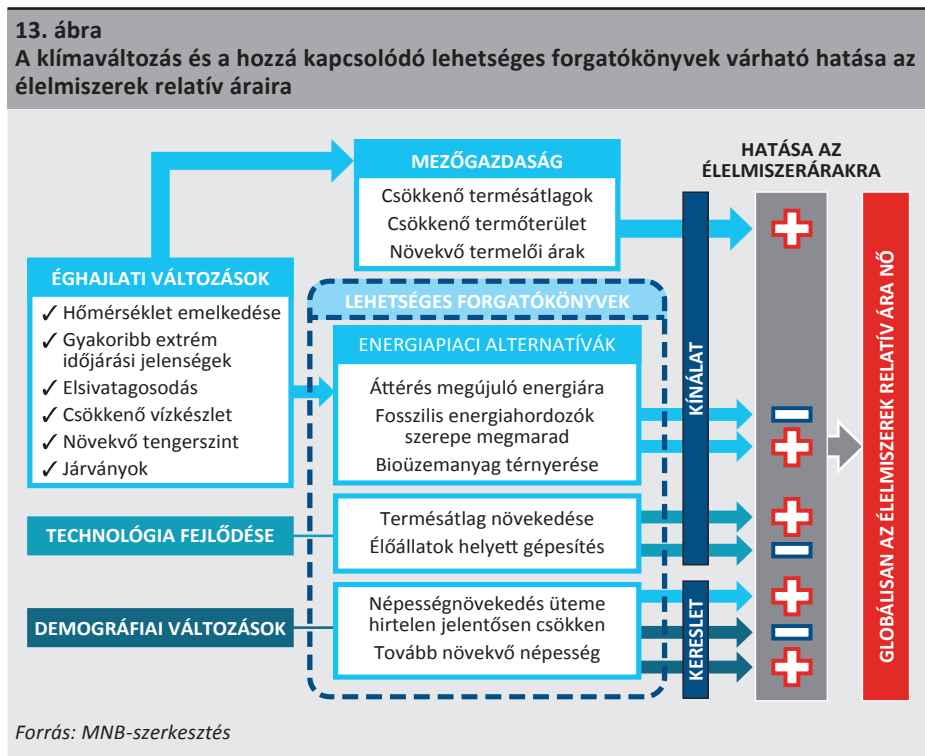 13. ábra
A klímaváltozás és a hozzá kapcsolódó lehetséges forgatókönyvek várható hatása az
élelmiszerek relatív áraira
MEZŐGAZDASÁG
Csökkenő termésátlagok
Csökkenő termőterület
Növekvő termelői árak
HATÁSA AZ
ÉLELMISZERÁRAKRA
ÉGHAJLATI VÁLTOZÁSOK
✓ Hőmérséklet emelkedése
✓ Gyakoribb extrém
időjárási jelenségek
✓ Elsivatagosodás
✓ Csökkenő vízkészlet
✓ Növekvő tengerszint
✓ Járványok
LEHETSÉGES FORGATÓKÖNYVEK
ENERGIAPIACI ALTERNATÍVÁK
Áttérés megújuló energiára
Fosszilis energiahordozók
szerepe megmarad
Bioüzemanyag térnyerése
TECHNOLÓGIA FEJLŐDÉSE
Termésátlag növekedése
Élőállatok helyett gépesítés
DEMOGRÁFIAI VÁLTOZÁSOK
Népességnövekedés üteme
hirtelen jelentősen csökken
Tovább növekvő népesség
KÍNÁLAT
KERESLET
GLOBÁLISAN AZ ÉLELMISZEREK RELATÍV ÁRA NŐ
Forrás: MNB-szerkesztés